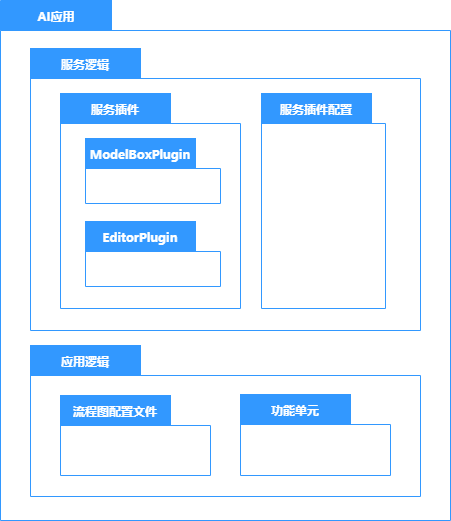 AI应用
服务逻辑
服务插件
服务插件配置
ModelBoxPlugin
EditorPlugin
应用逻辑
流程图配置文件
功能单元